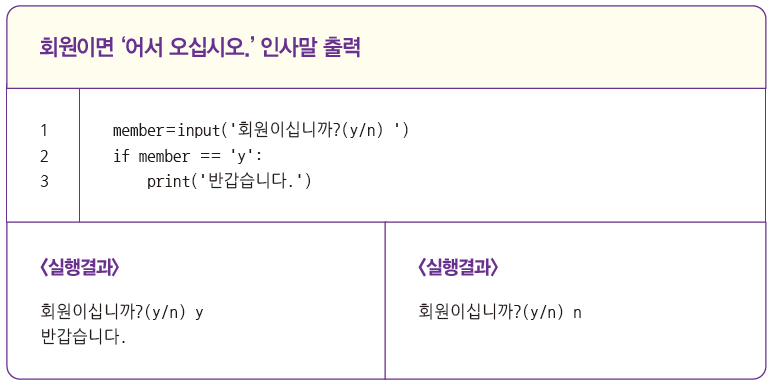 회원이면 ‘어서 오십시오.’ 인사말 출력
1 member=input('회원이십니까?(y/n) ')
2 if member == 'y':
3     print('반갑습니다.')
<실행결과>
회원이십니까?(y/n) y
반갑습니다.
<실행결과>
회원이십니까?(y/n) n